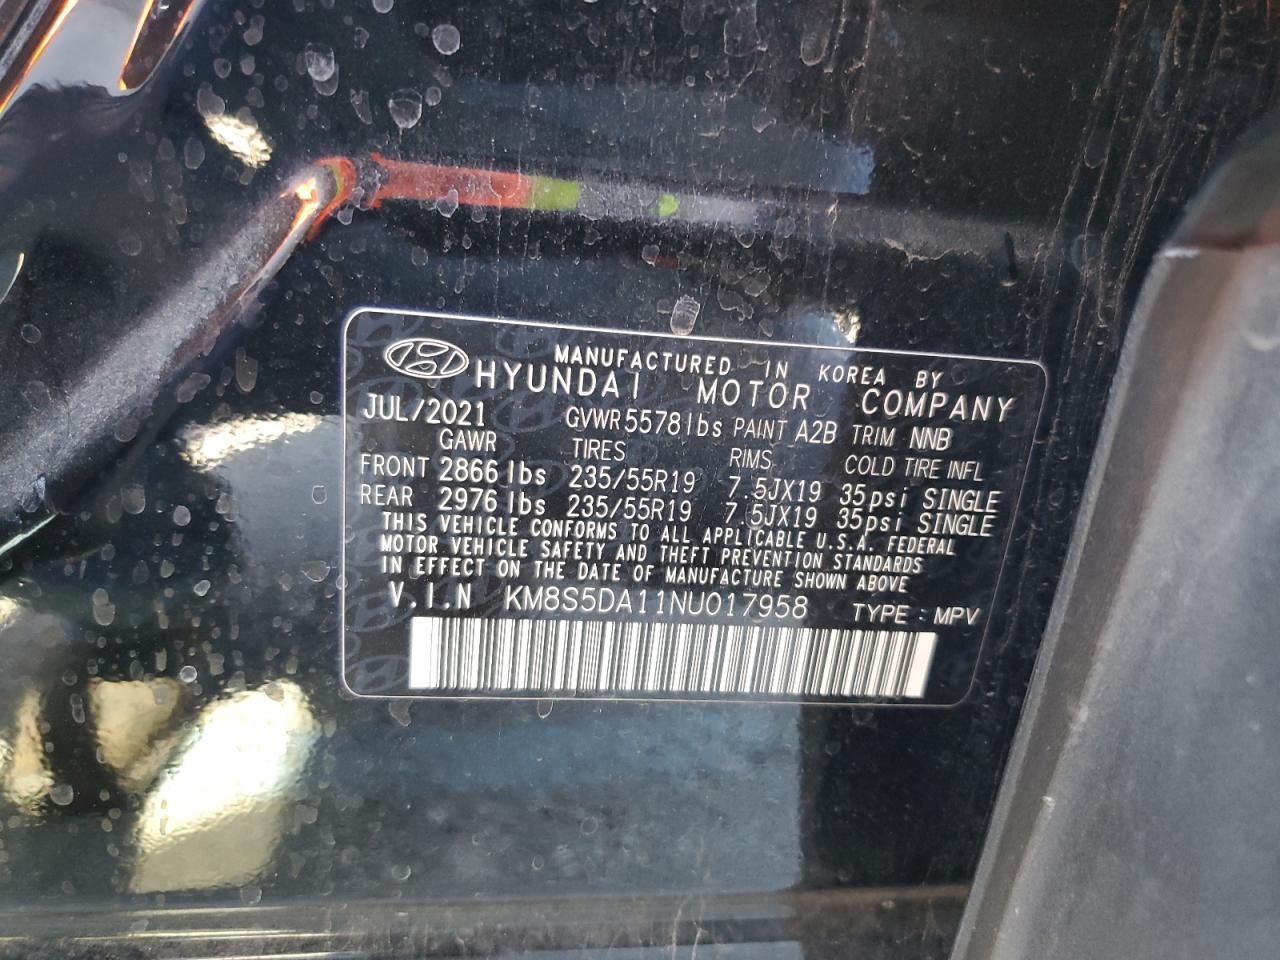 MANUFACTURED IN KOREA BY
HYUNDAI MOTOR COMPANY
JUL/2021 GVWR 5578 lbs PAINT A2B TRIM NNB
GAWR TIRES RIMS COLD TIRE INFL
FRONT 2866 lbs 235/55R19 7.5JX19 35psi SINGLE
REAR 2976 lbs 235/55R19 7.5JX19 35psi SINGLE
THIS VEHICLE CONFORMS TO ALL APPLICABLE U.S.A. FEDERAL
MOTOR VEHICLE SAFETY AND THEFT PREVENTION STANDARDS
IN EFFECT ON THE DATE OF MANUFACTURE SHOWN ABOVE
V.I.N KM8S5DA11NU017958 TYPE : MPV